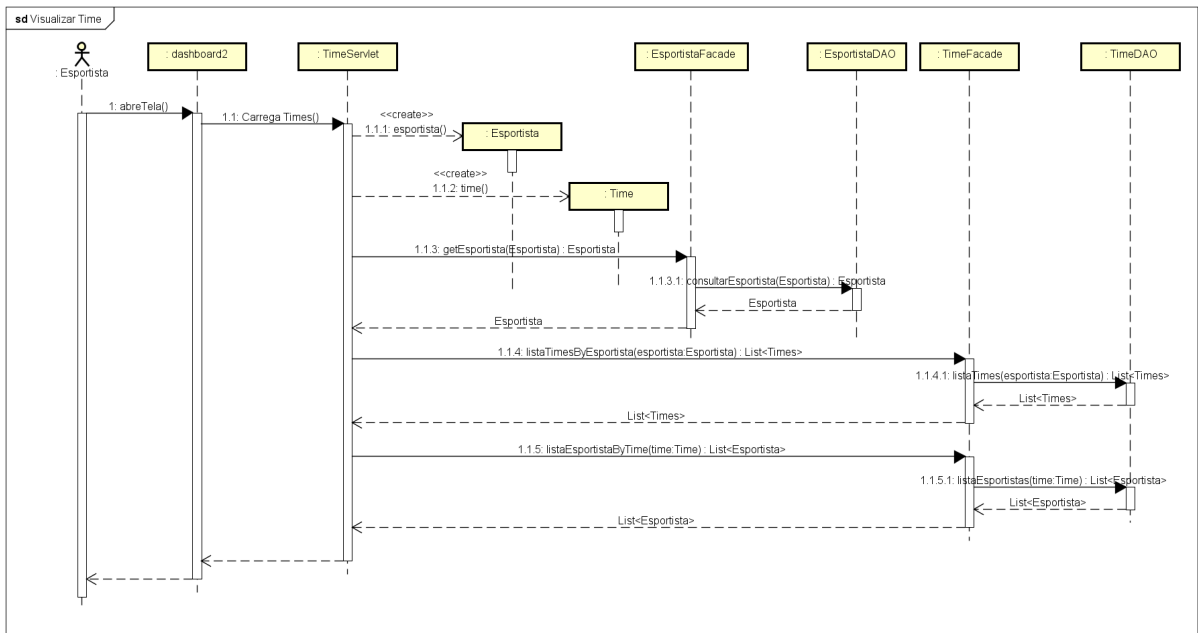 sd Visualizar Time
: Esportista
: dashboard2
: TimeServlet
: EsportistaFacade
: EsportistaDAO
: TimeFacade
: TimeDAO
1: abreTela()
1.1: Carrega Times()
<<create>>
1.1.1: esportista()
: Esportista
<<create>>
1.1.2: time()
: Time
1.1.3: getEsportista(Esportista) : Esportista
1.1.3.1: consultarEsportista(Esportista) : Esportista
Esportista
Esportista
1.1.4: listaTimesByEsportista(esportista:Esportista) : List<Times>
1.1.4.1: listaTimes(esportista:Esportista) : List<Times>
List<Times>
List<Times>
1.1.5: listaEsportistaByTime(time:Time) : List<Esportista>
1.1.5.1: listaEsportistas(time:Time) : List<Esportista>
List<Esportista>
List<Esportista>